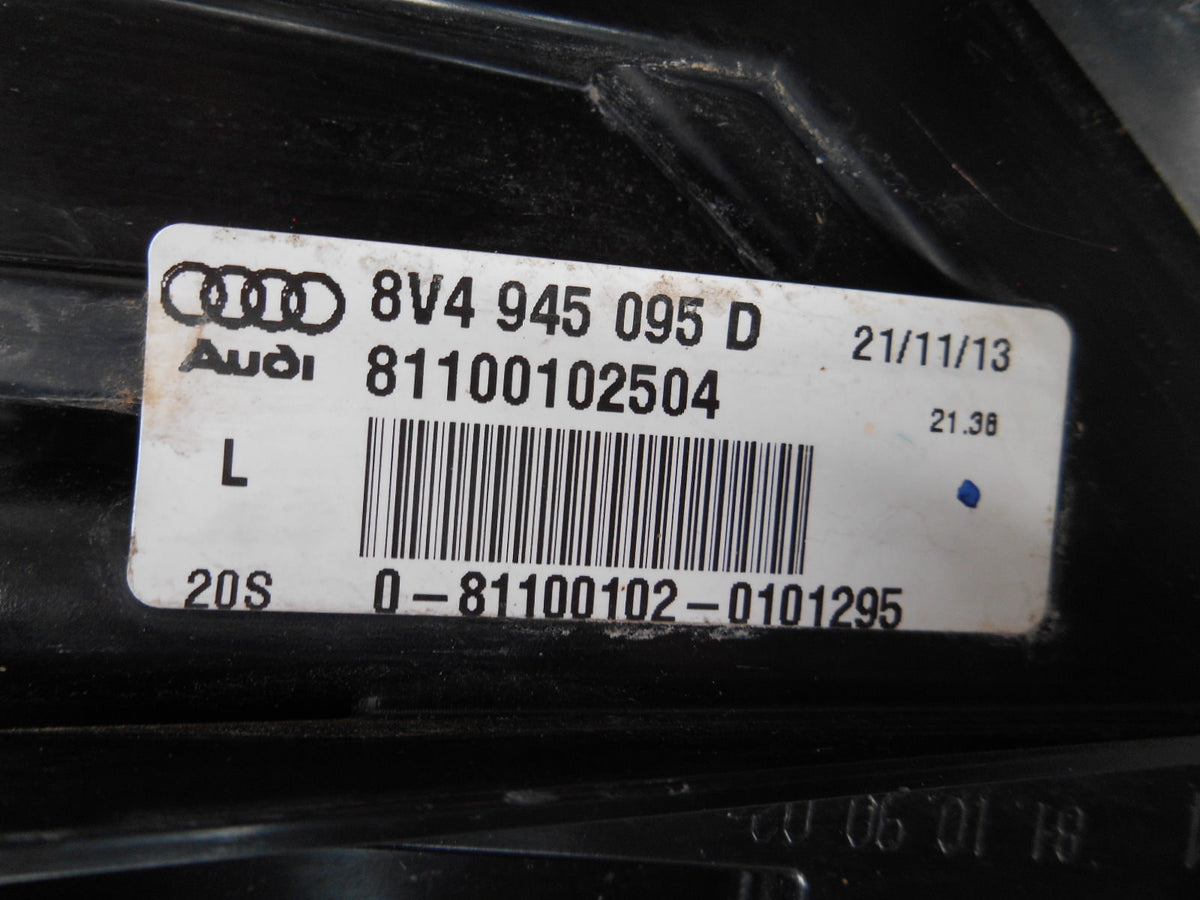 8V4 945 095 D
21/11/13
Audi
81100102504
21.38
L
20S
0-81100102-0101295